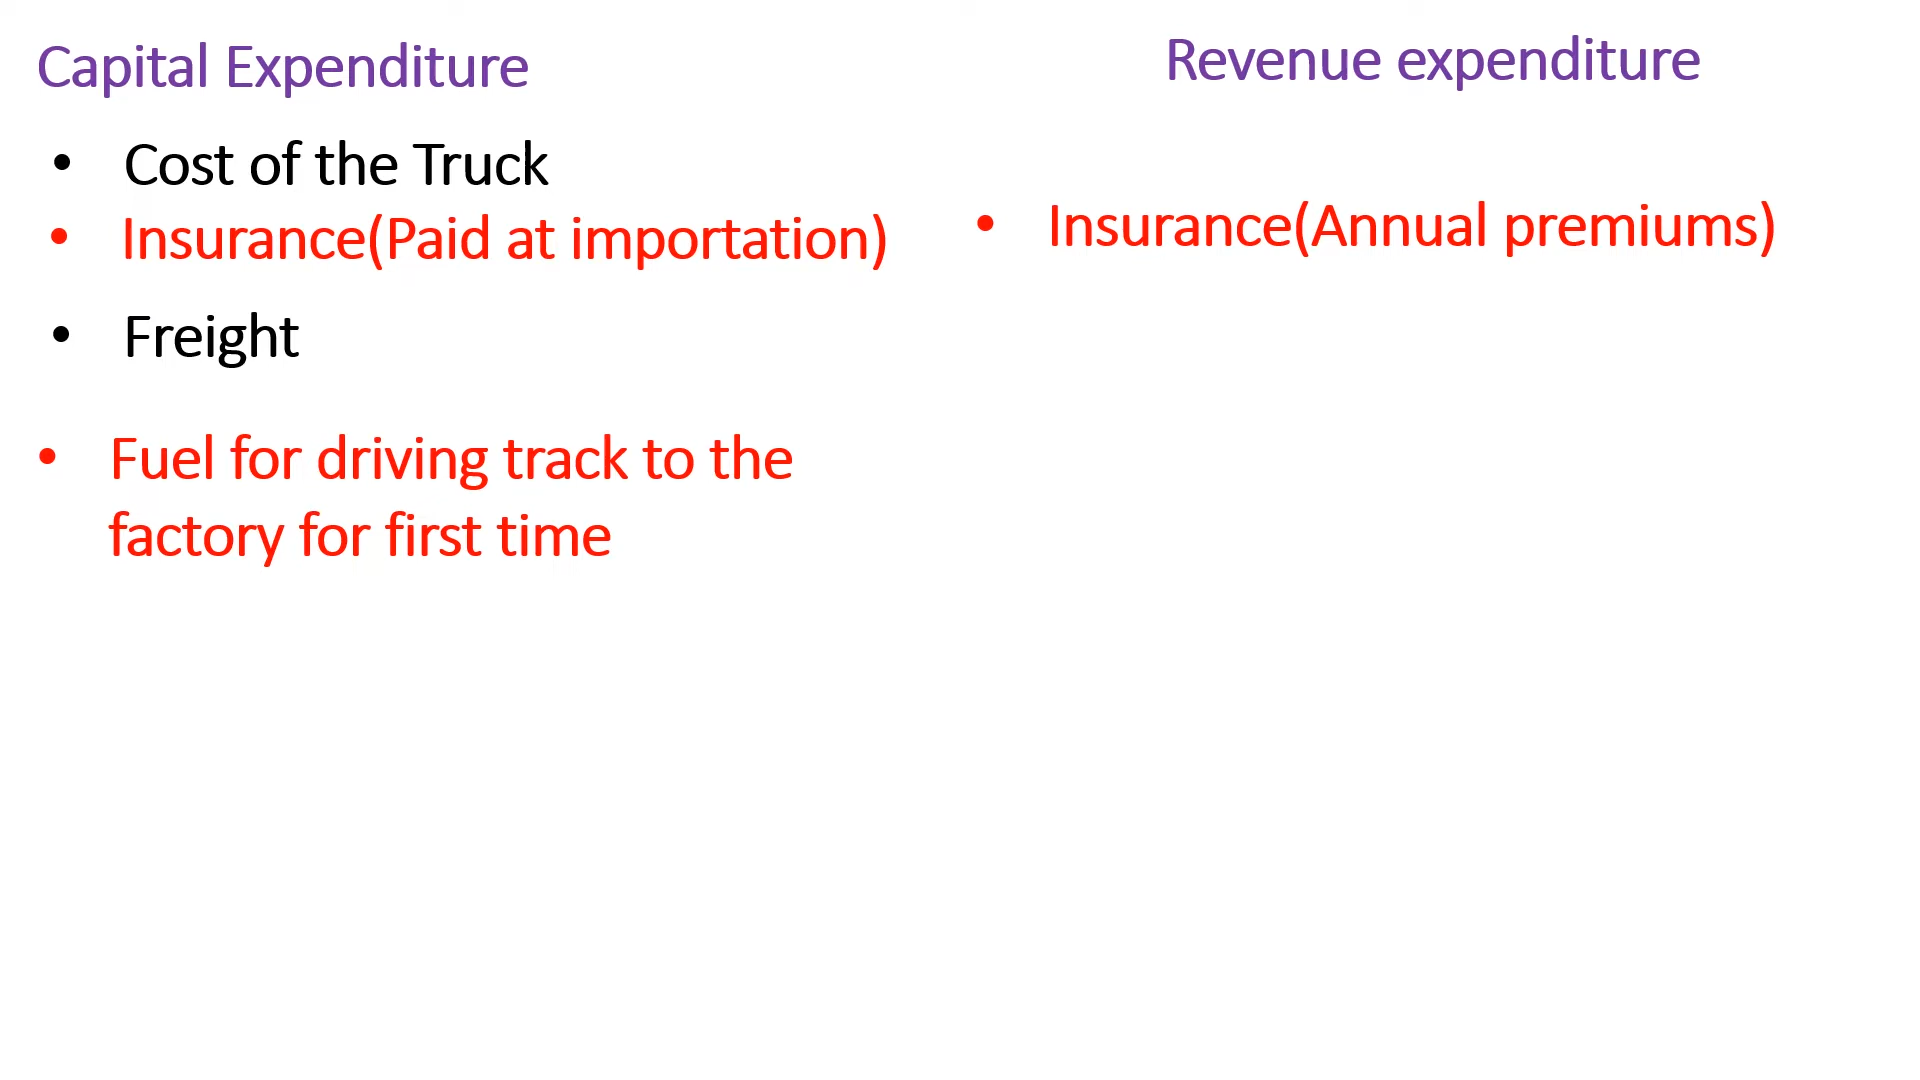 Capital Expenditure
• Cost of the Truck
• Insurance(Paid at importation)
• Freight
• Fuel for driving track to the
factory for first time
Revenue expenditure
• Insurance(Annual premiums)